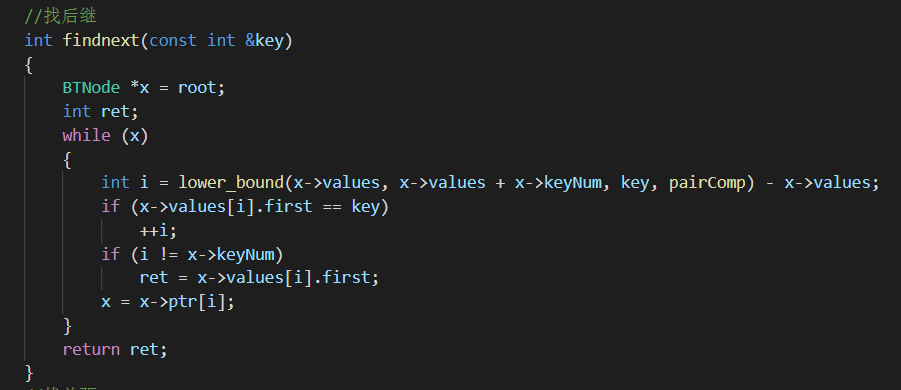 //找后继
int findnext(const int &key)
{
    BTNode *x = root;
    int ret;
    while (x)
    {
        int i = lower_bound(x->values, x->values + x->keyNum, key, pairComp) - x->values;
        if (x->values[i].first == key)
            ++i;
        if (i != x->keyNum)
            ret = x->values[i].first;
        x = x->ptr[i];
    }
    return ret;
}